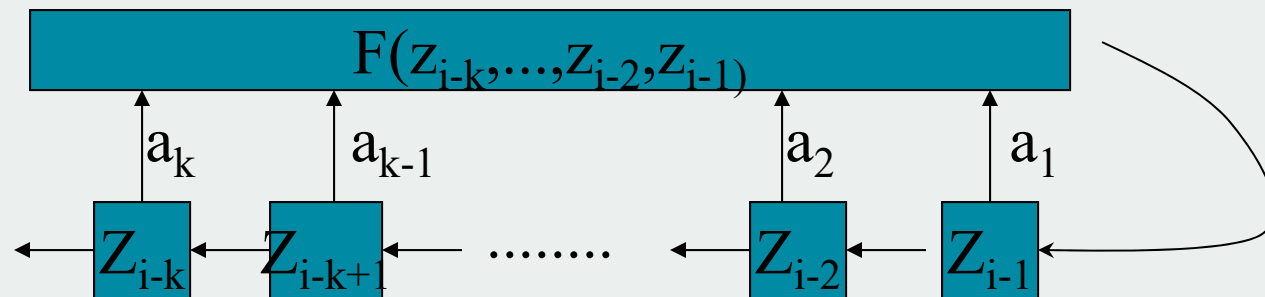 F(z_{i-k},...,z_{i-2},z_{i-1})
a_k a_{k-1} a_2 a_1
Z_{i-k} Z_{i-k+1} ........ Z_{i-2} Z_{i-1}